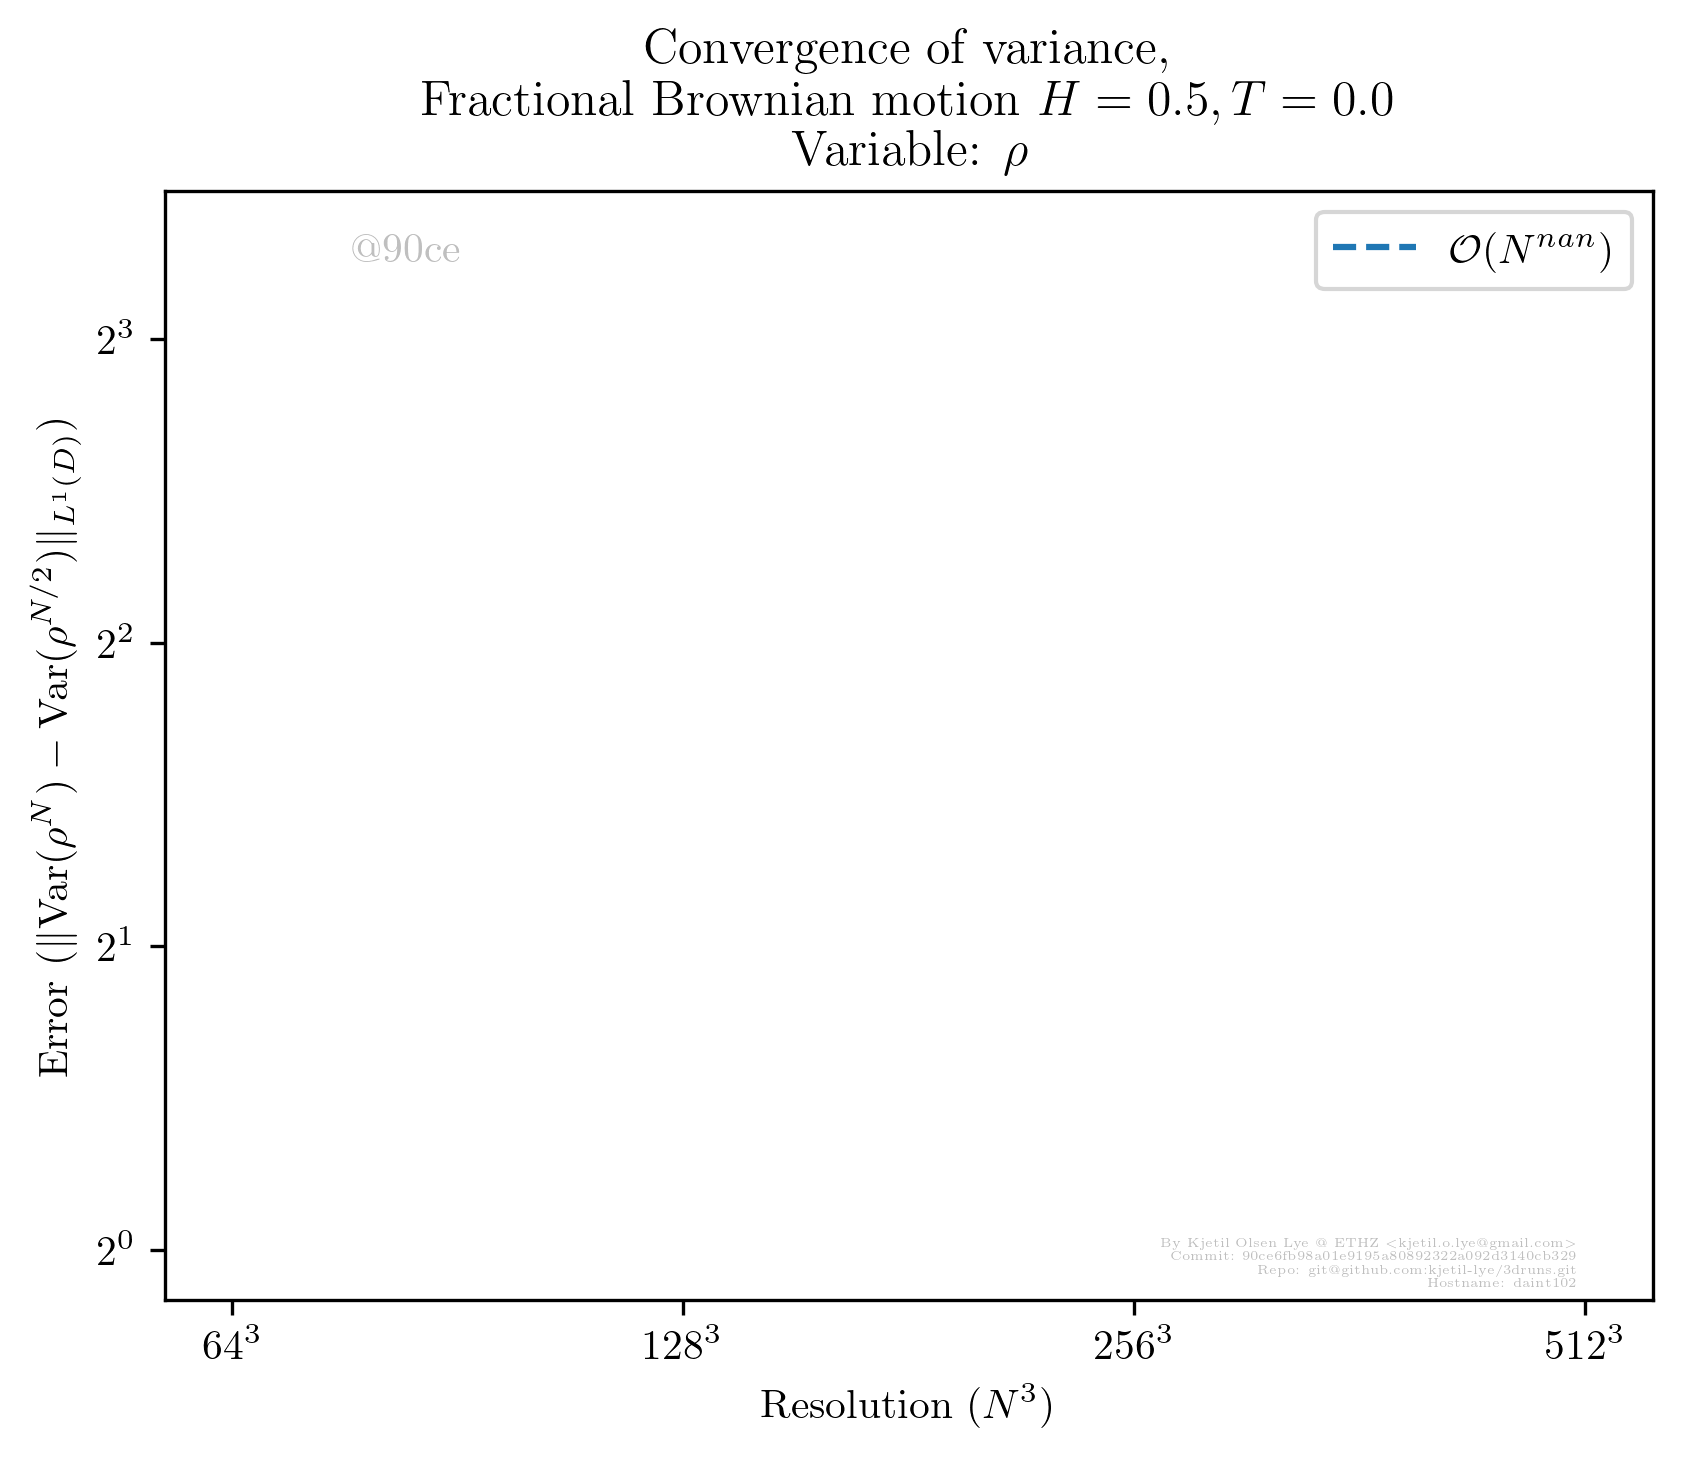 Convergence of variance,
Fractional Brownian motion H = 0.5, T = 0.0
Variable: ρ
@90ce
𝒪(N^{nan})
2^3
2^2
2^1
2^0
Error (‖Var(ρ^N) − Var(ρ^{N/2})‖_{L^1(D)})
By Kjetil Olsen Lye @ ETHZ <kjetil.o.lye@gmail.com>
Commit: 90ce6fb98a01e9195a80892322a092d3140cb329
Repo: git@github.com:kjetil-lye/3druns.git
Hostname: daint102
64^3 128^3 256^3 512^3
Resolution (N^3)